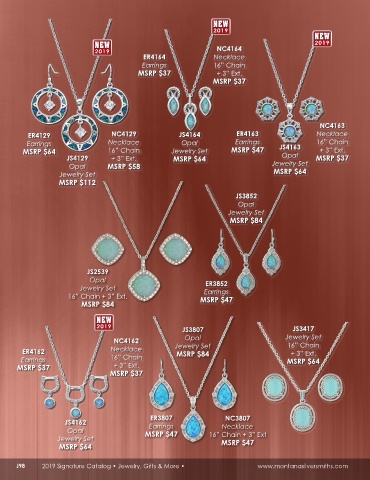 NEW
2019
NEW
2019
NEW
2019
ER4129
Earrings
MSRP $64
JS4129
Opal
Jewelry Set
MSRP $112
NC4129
Necklace
16" Chain
+ 3" Ext.
MSRP $58
ER4164
Earrings
MSRP $37
NC4164
Necklace
16" Chain
+ 3" Ext.
MSRP $37
JS4164
Opal
Jewelry Set
MSRP $64
ER4163
Earrings
MSRP $47
JS4163
Opal
Jewelry Set
MSRP $64
NC4163
Necklace
16" Chain
+ 3" Ext.
MSRP $37
JS2539
Opal
Jewelry Set
16" Chain + 3" Ext.
MSRP $84
JS3852
Opal
Jewelry Set
MSRP $84
ER3852
Earrings
MSRP $47
NEW
2019
ER4162
Earrings
MSRP $37
NC4162
Necklace
16" Chain
+ 3" Ext.
MSRP $37
JS4162
Opal
Jewelry Set
MSRP $64
JS3807
Opal
Jewelry Set
MSRP $84
ER3807
Earrings
MSRP $47
NC3807
Necklace
16" Chain + 3" Ext
MSRP $47
JS3417
Jewelry Set
16" Chain
+ 3" Ext.
MSRP $64
J98 2019 Signature Catalog • Jewelry, Gifts & More • www.montanasilversmiths.com